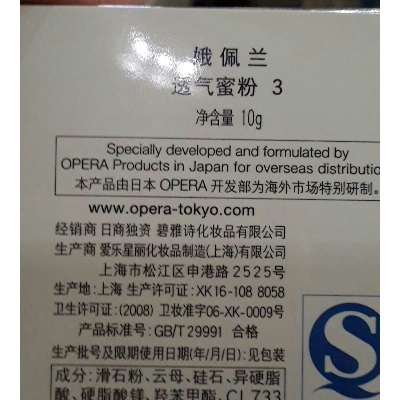 娥佩兰
透气蜜粉 3
净含量 10g
Specially developed and formulated by
OPERA Products in Japan for overseas distributio
本产品由日本 OPERA 开发部为海外市场特别研制。
www.opera-tokyo.com
经销商 日商独资 碧雅诗化妆品有限公司
生产商 爱乐星丽化妆品制造(上海)有限公司
上海市松江区申港路2525号
生产地:上海 生产许可证:XK16-108 8058
卫生许可证:(2008) 卫妆准字06-XK-0009号
产品标准号:GB/T29991 合格
生产批号及限期使用日期(年/月/日):见包装
成分:滑石粉、云母、硅石、异硬脂
酸、硬脂酸镁、羟苯甲酯、CI 733